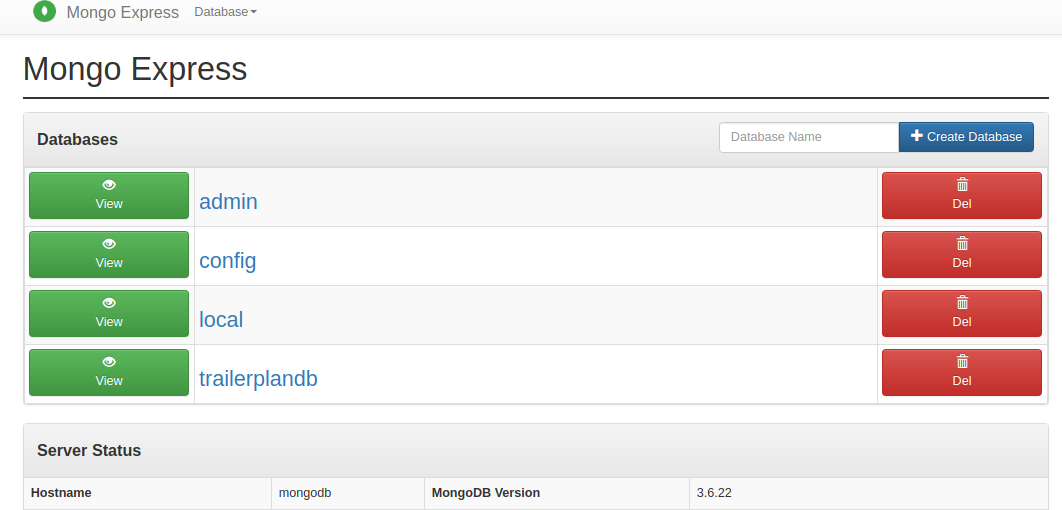 Mongo Express Database
Mongo Express
Databases Database Name Create Database
View admin Del
View config Del
View local Del
View trailerplandb Del
Server Status
Hostname mongodb MongoDB Version 3.6.22